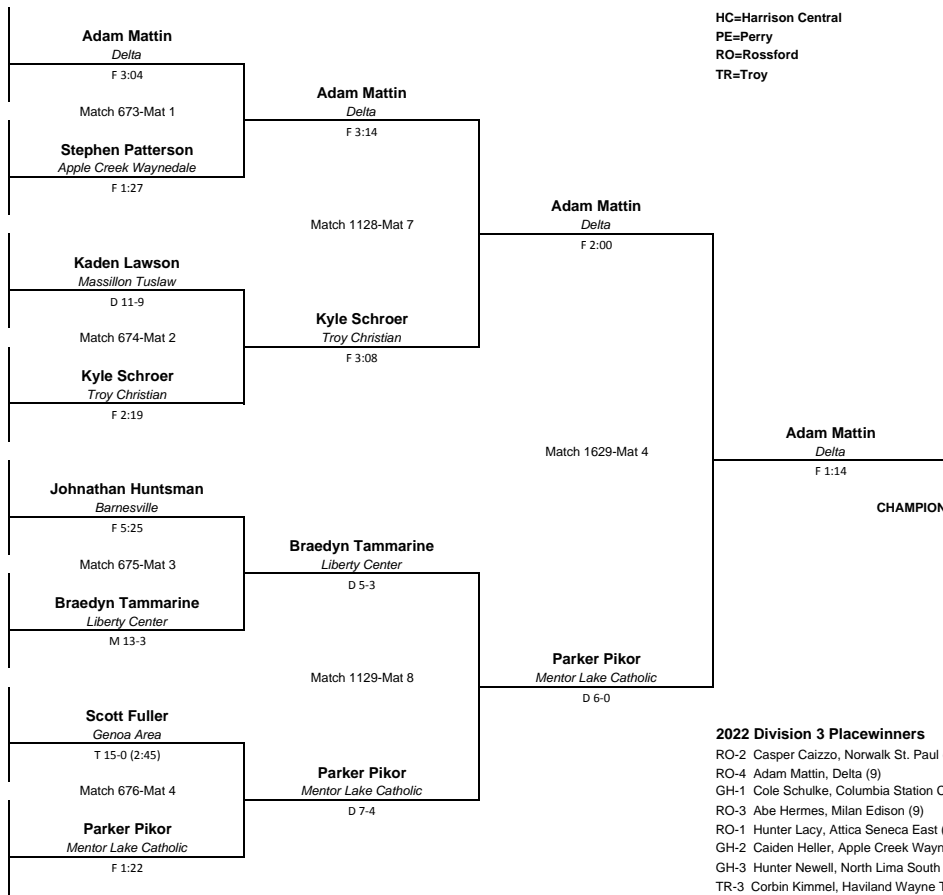 HC=Harrison Central
PE=Perry
RO=Rossford
TR=Troy
Adam Mattin
Delta
F 3:04
Match 673-Mat 1
Stephen Patterson
Apple Creek Waynedale
F 1:27
Kaden Lawson
Massillon Tuslaw
D 11-9
Match 674-Mat 2
Kyle Schroer
Troy Christian
F 2:19
Johnathan Huntsman
Barnesville
F 5:25
Match 675-Mat 3
Braedyn Tammarine
Liberty Center
M 13-3
Scott Fuller
Genoa Area
T 15-0 (2:45)
Match 676-Mat 4
Parker Pikor
Mentor Lake Catholic
F 1:22
Adam Mattin
Delta
F 3:14
Match 1128-Mat 7
Kyle Schroer
Troy Christian
F 3:08
Braedyn Tammarine
Liberty Center
D 5-3
Match 1129-Mat 8
Parker Pikor
Mentor Lake Catholic
D 7-4
Adam Mattin
Delta
F 2:00
Match 1629-Mat 4
Parker Pikor
Mentor Lake Catholic
D 6-0
Adam Mattin
Delta
F 1:14
CHAMPION
2022 Division 3 Placewinners
RO-2 Casper Caizzo, Norwalk St. Paul
RO-4 Adam Mattin, Delta (9)
GH-1 Cole Schulke, Columbia Station
RO-3 Abe Hermes, Milan Edison (9)
RO-1 Hunter Lacy, Attica Seneca East
GH-2 Caiden Heller, Apple Creek
GH-3 Hunter Newell, North Lima South
TR-3 Corbin Kimmel, Haviland Wayne